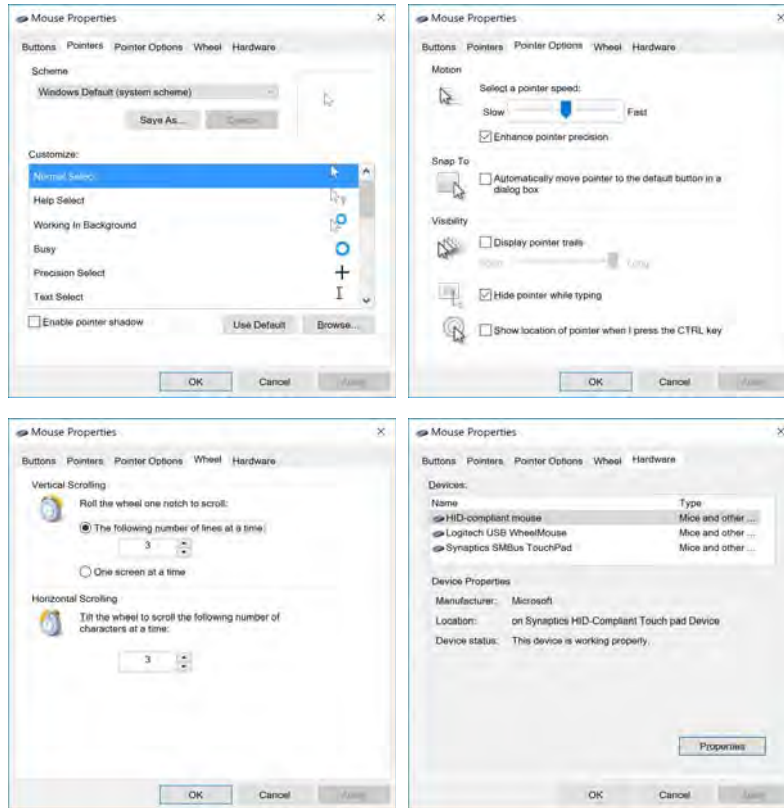 Mouse Properties
Buttons Pointers Pointer Options Wheel Hardware
Scheme
Windows Default (system scheme)
Save As... Delete
Customize:
Normal Select
Help Select
Working In Background
Busy
Precision Select
Text Select
Enable pointer shadow
Use Default Browse...
OK Cancel Apply
Mouse Properties
Buttons Pointers Pointer Options Wheel Hardware
Motion
Select a pointer speed:
Slow Fast
Enhance pointer precision
Snap To
Automatically move pointer to the default button in a
dialog box
Visibility
Display pointer trails
Short Long
Hide pointer while typing
Show location of pointer when I press the CTRL key
OK Cancel Apply
Mouse Properties
Buttons Pointers Pointer Options Wheel Hardware
Vertical Scrolling
Roll the wheel one notch to scroll:
The following number of lines at a time:
3
One screen at a time
Horizontal Scrolling
Tilt the wheel to scroll the following number of
characters at a time:
3
OK Cancel Apply
Mouse Properties
Buttons Pointers Pointer Options Wheel Hardware
Devices:
Name Type
HID-compliant mouse Mice and other ...
Logitech USB WheelMouse Mice and other ...
Synaptics SMBus TouchPad Mice and other ...
Device Properties
Manufacturer: Microsoft
Location: on Synaptics HID-Compliant Touch pad Device
Device status: This device is working properly.
Properties
OK Cancel Apply